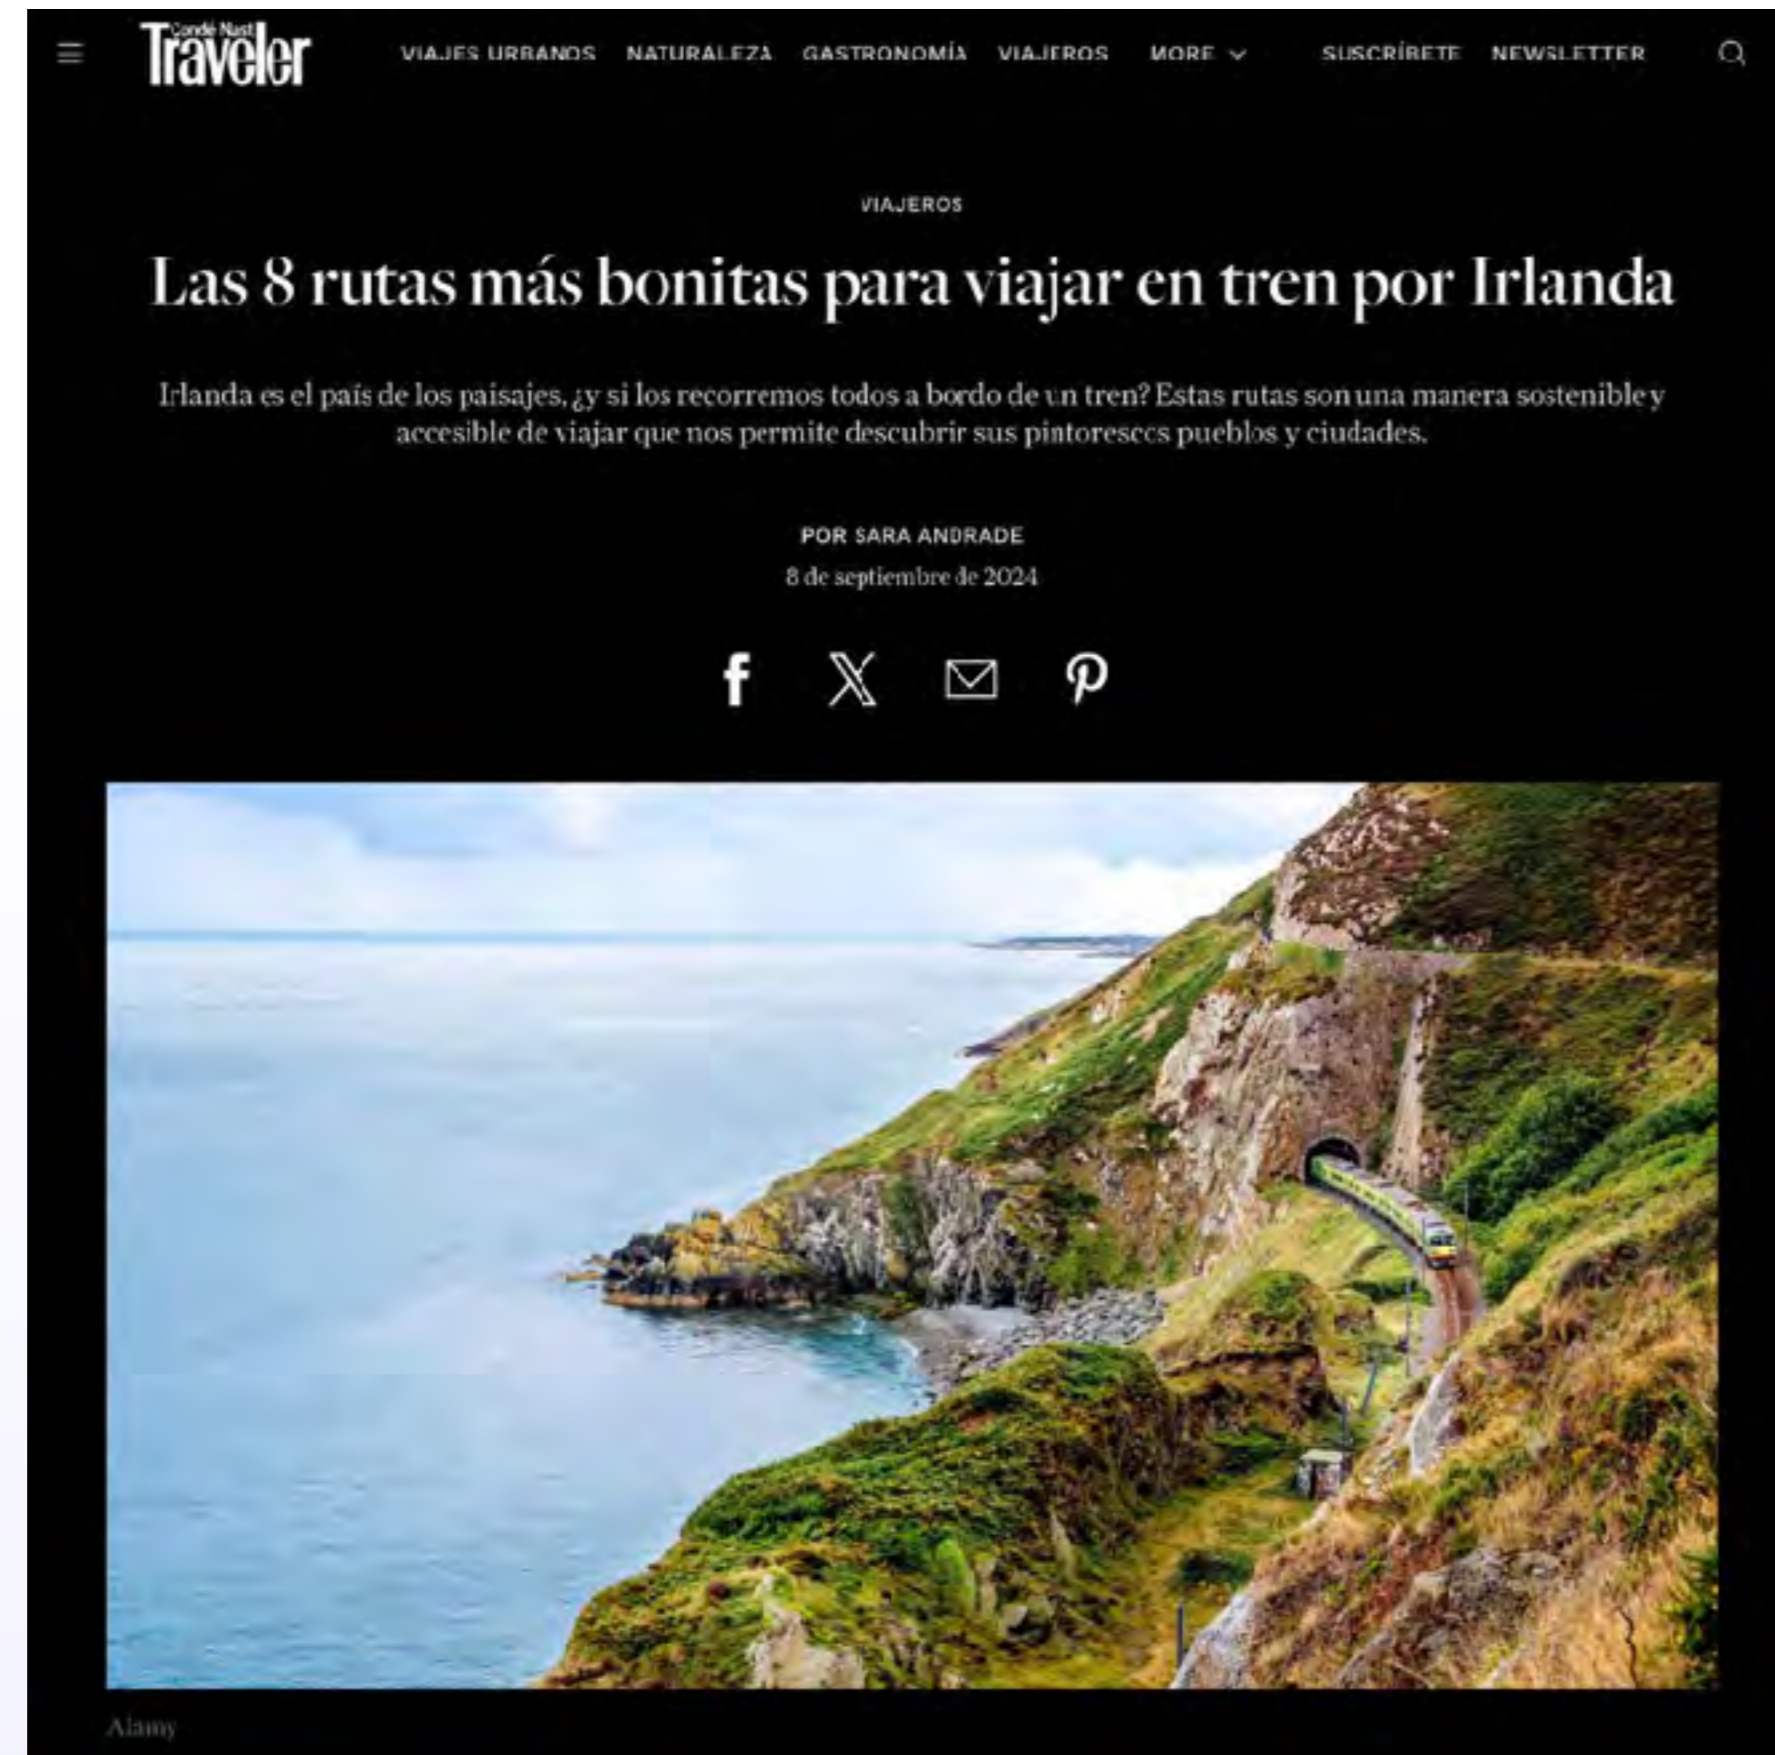 Condé Nast
Traveler
VIAJES URBANOS NATURALEZA GASTRONOMÍA VIAJEROS MORE SUSCRÍBETE NEWSLETTER
VIAJEROS
Las 8 rutas más bonitas para viajar en tren por Irlanda
Irlanda es el país de los paisajes, ¿y si los recorremos todos a bordo de un tren? Estas rutas son una manera sostenible y
accesible de viajar que nos permite descubrir sus pintorescos pueblos y ciudades.
POR SARA ANDRADE
8 de septiembre de 2024
Alamy